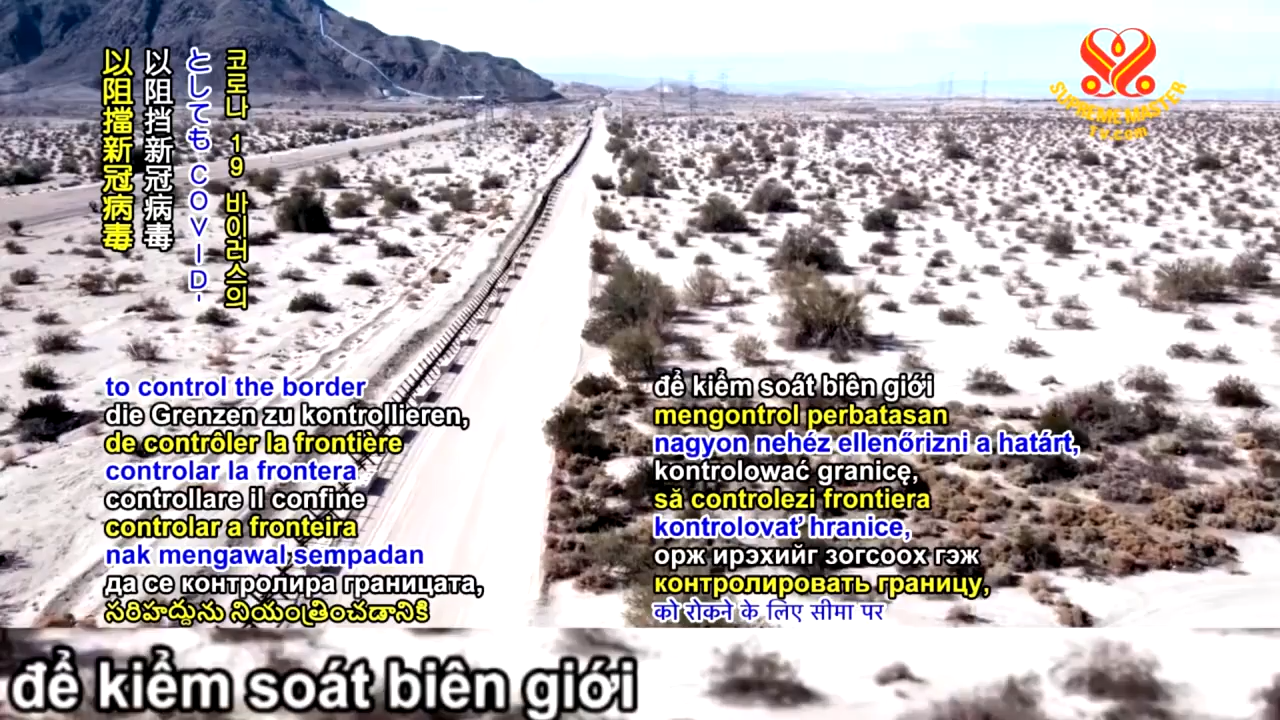 以阻擋新冠病毒
以阻挡新冠病毒
としても COVID-
코로나 19 바이러스의
SUPREME MASTER
TV.com
to control the border
die Grenzen zu kontrollieren,
de contrôler la frontière
controlar la frontera
controllare il confine
controlar a fronteira
nak mengawal sempadan
да се контролира границата,
సరిహద్దును నియంత్రించడానికి
để kiểm soát biên giới
mengontrol perbatasan
nagyon nehéz ellenőrizni a határt,
kontrolować granicę,
să controlezi frontiera
kontrolovať hranice,
орж ирэхийг зогсоох гэж
контролировать границу,
को रोकने के लिए सीमा पर
để kiểm soát biên giới